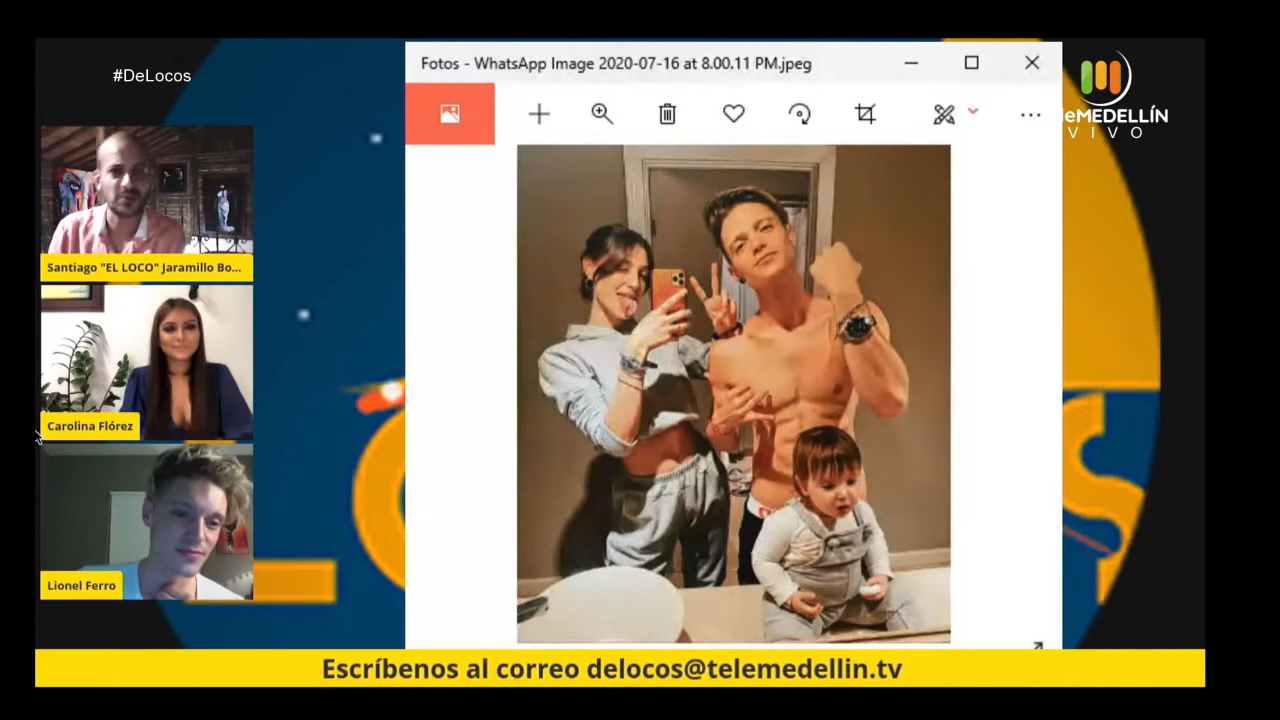 #DeLocos
Fotos - WhatsApp Image 2020-07-16 at 8.00.11 PM.jpeg
eMEDELLÍN
VIVO
Santiago "EL LOCO" Jaramillo Bo...
Carolina Flórez
Lionel Ferro
Escríbenos al correo delocos@telemedellin.tv